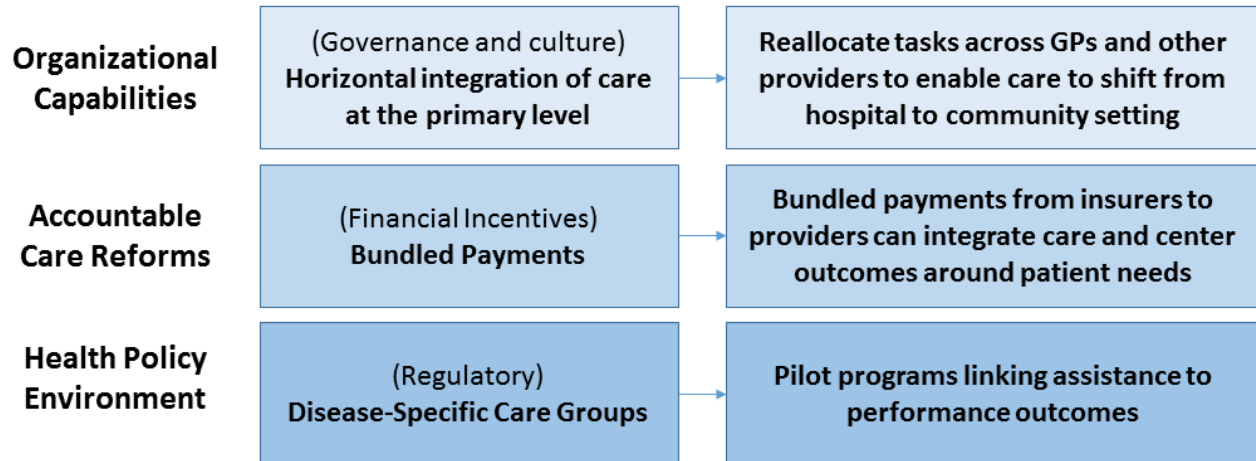 Organizational
Capabilities
(Governance and culture)
Horizontal integration of care
at the primary level
Reallocate tasks across GPs and other
providers to enable care to shift from
hospital to community setting
Accountable
Care Reforms
(Financial Incentives)
Bundled Payments
Bundled payments from insurers to
providers can integrate care and center
outcomes around patient needs
Health Policy
Environment
(Regulatory)
Disease-Specific Care Groups
Pilot programs linking assistance to
performance outcomes